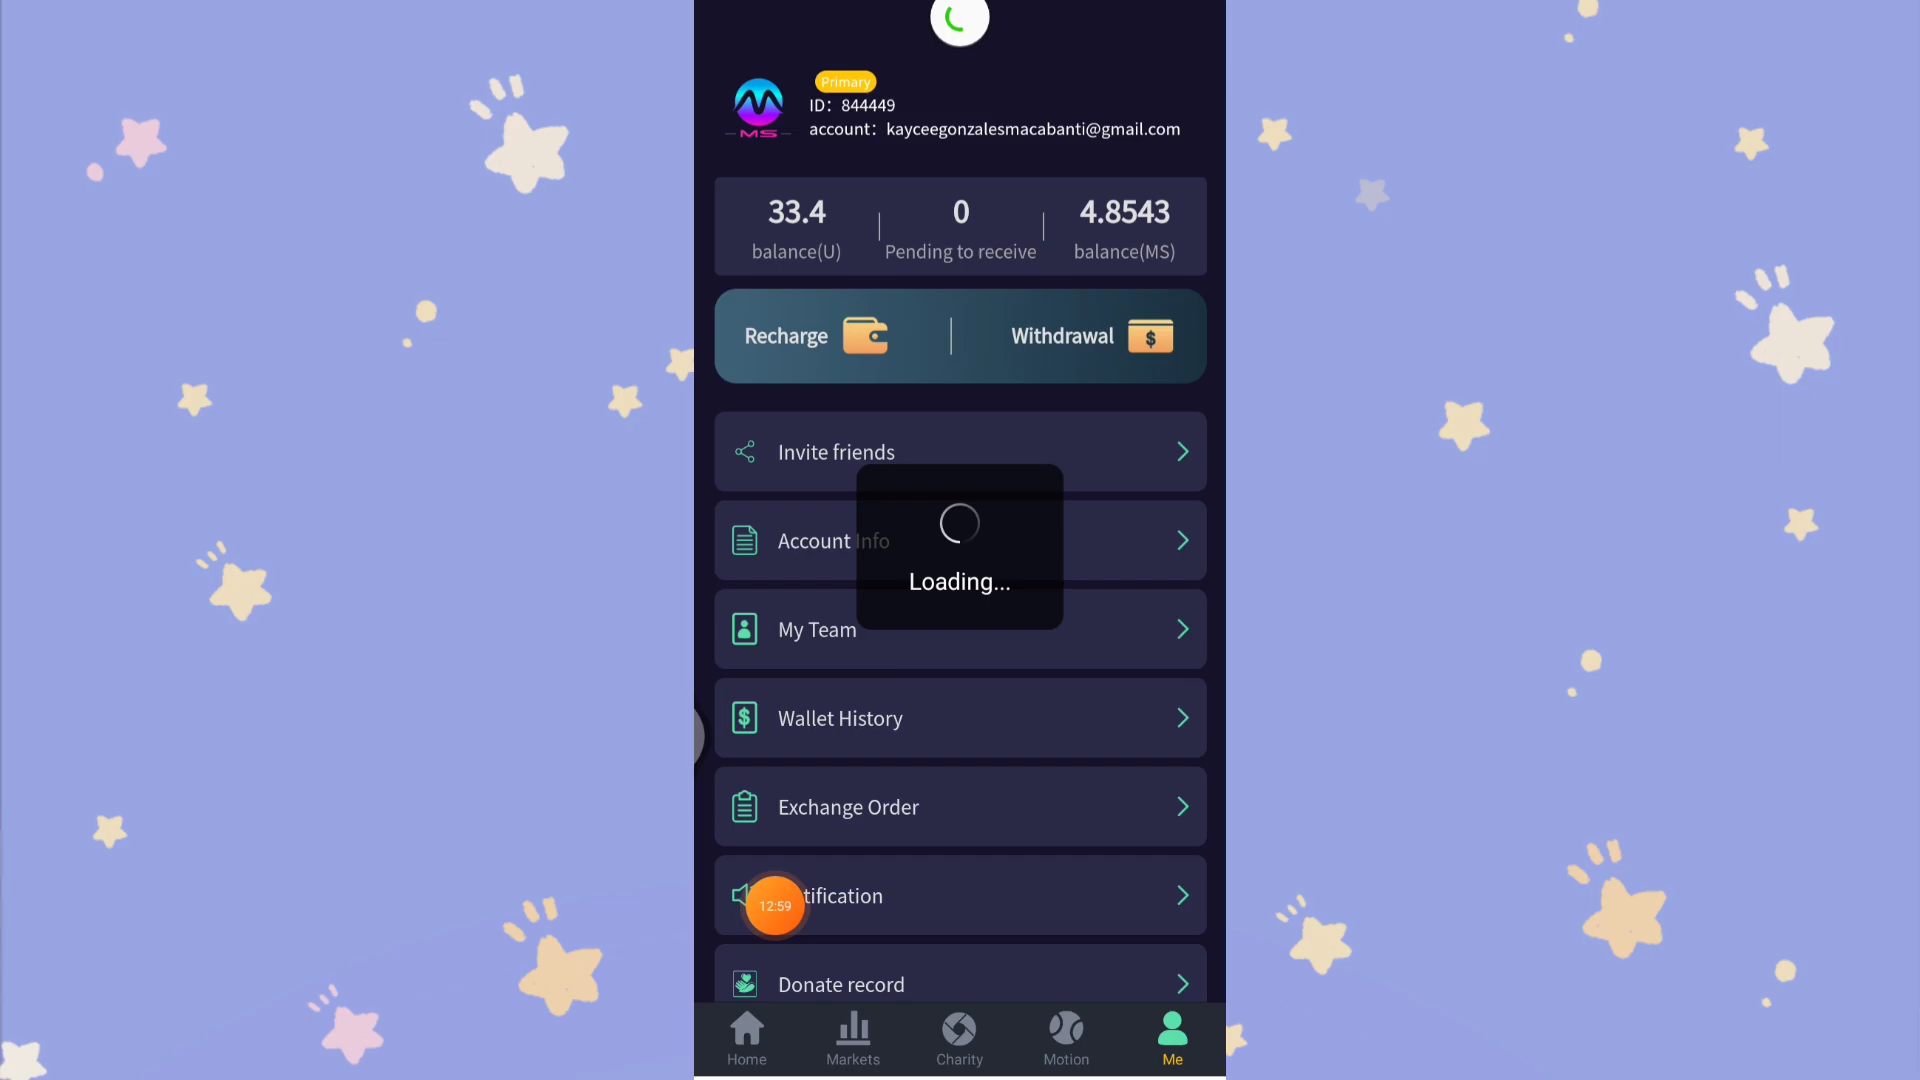 Primary
ID: 844449
MS
account: kayceegonzalesmacabanti@gmail.com
33.4
0
4.8543
balance(U)
Pending to receive
balance(MS)
Recharge
Withdrawal
Invite friends
Account Info
Loading...
My Team
Wallet History
Exchange Order
tification
12:59
Donate record
Home
Markets
Charity
Motion
Me